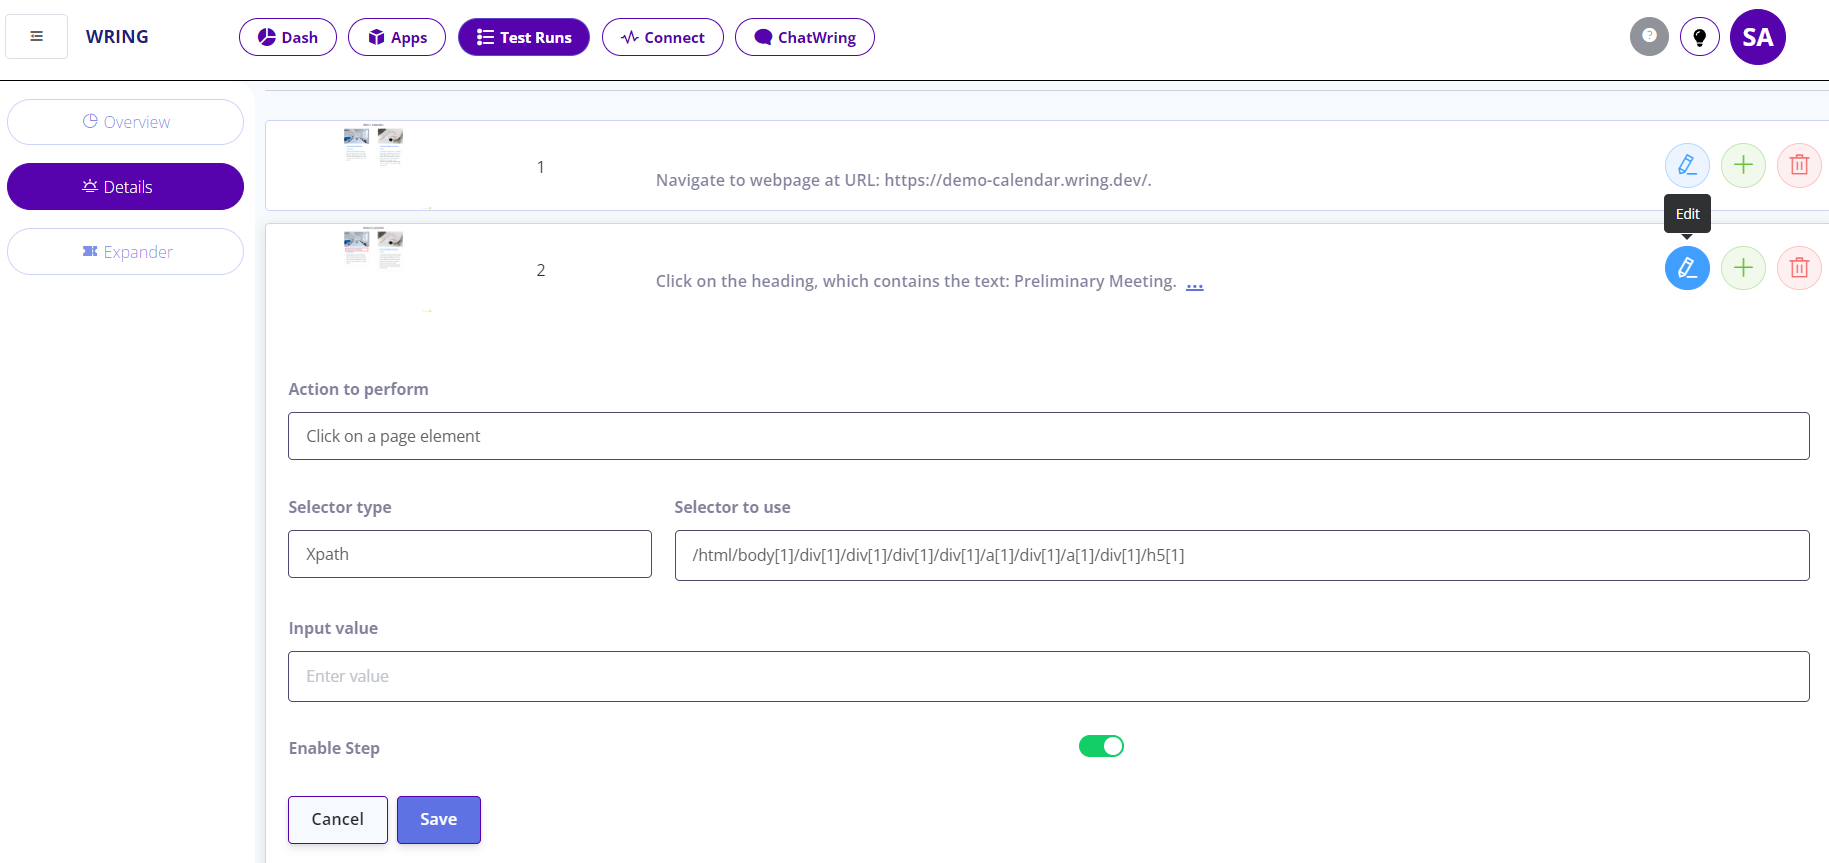 WRING
Dash
Apps
Test Runs
Connect
ChatWring
?
SA
Overview
Details
Expander
1
Navigate to webpage at URL: https://demo-calendar.wring.dev/.
Edit
2
Click on the heading, which contains the text: Preliminary Meeting. ...
Action to perform
Click on a page element
Selector type
Selector to use
Xpath
/html/body[1]/div[1]/div[1]/div[1]/div[1]/a[1]/div[1]/a[1]/div[1]/h5[1]
Input value
Enter value
Enable Step
Cancel
Save